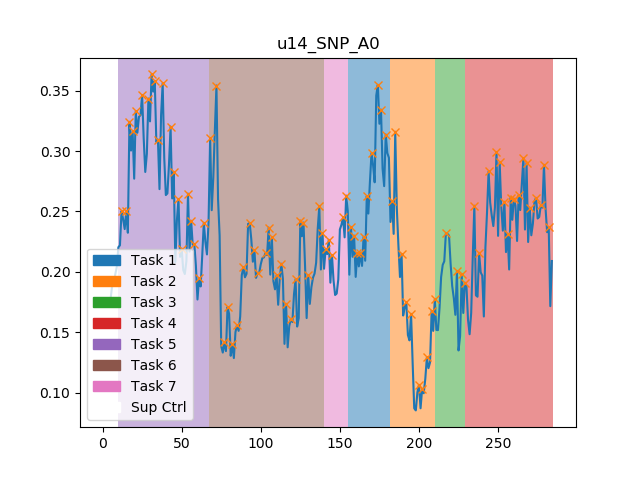 u14_SNP_A0
0.35
0.30
0.25
0.20
0.15
0.10
Task 1
Task 2
Task 3
Task 4
Task 5
Task 6
Task 7
Sup Ctrl
0 50 100 150 200 250